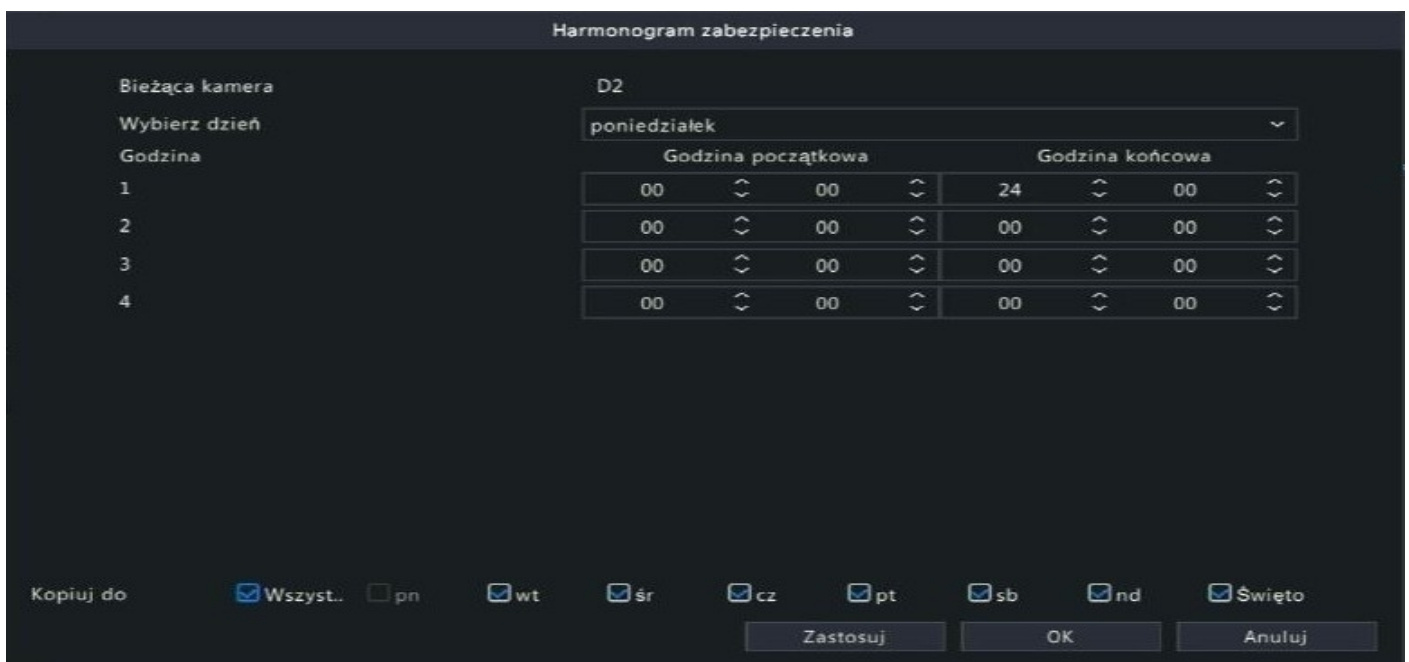 Harmonogram zabezpieczenia
Bieżąca kamera D2
Wybierz dzień poniedziałek
Godzina Godzina początkowa Godzina końcowa
1 00 00 24 00
2 00 00 00 00
3 00 00 00 00
4 00 00 00 00
Kopiuj do Wszyst.. pn wt śr cz pt sb nd Święto
Zastosuj OK Anuluj